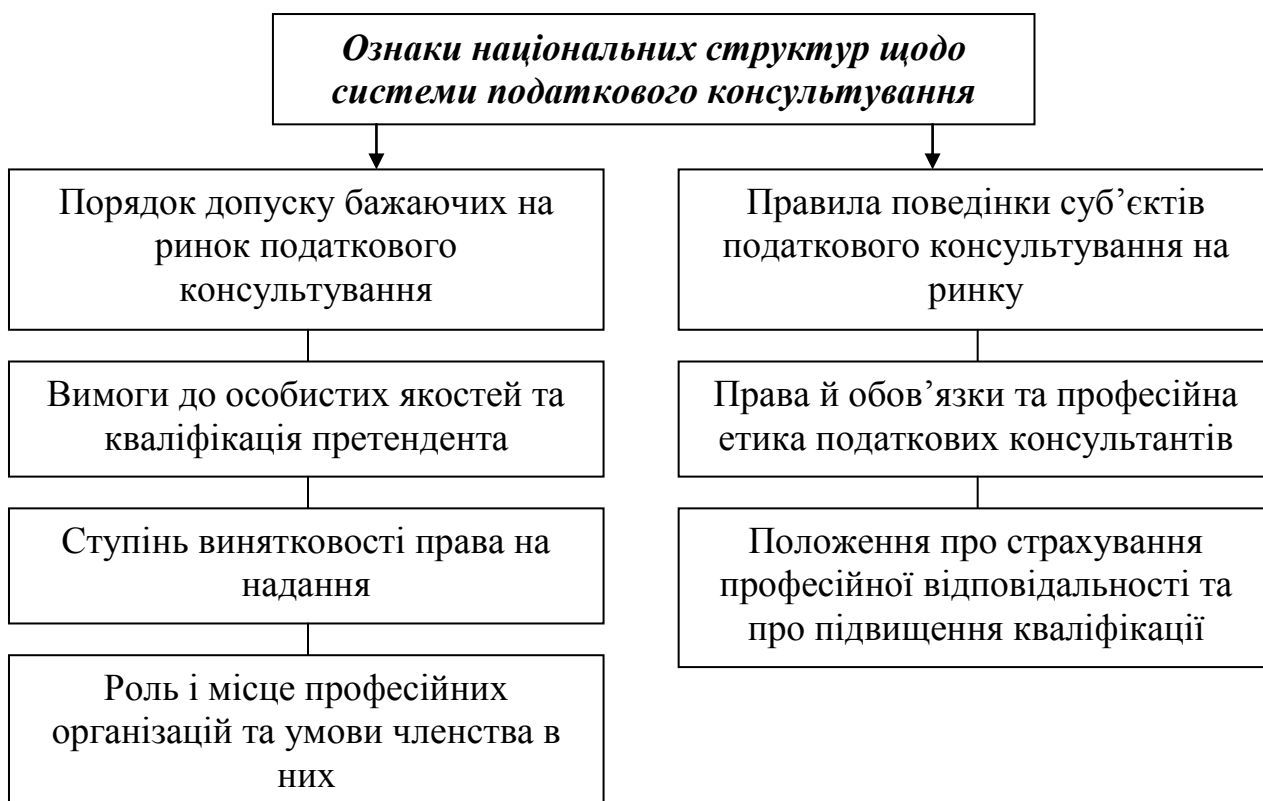 Ознаки національних структур щодо
системи податкового консультування
Порядок допуску бажаючих на
ринок податкового
консультування
Вимоги до особистих якостей та
кваліфікація претендента
Ступінь винятковості права на
надання
Роль і місце професійних
організацій та умови членства в
них
Правила поведінки суб’єктів
податкового консультування на
ринку
Права й обов’язки та професійна
етика податкових консультантів
Положення про страхування
професійної відповідальності та
про підвищення кваліфікації